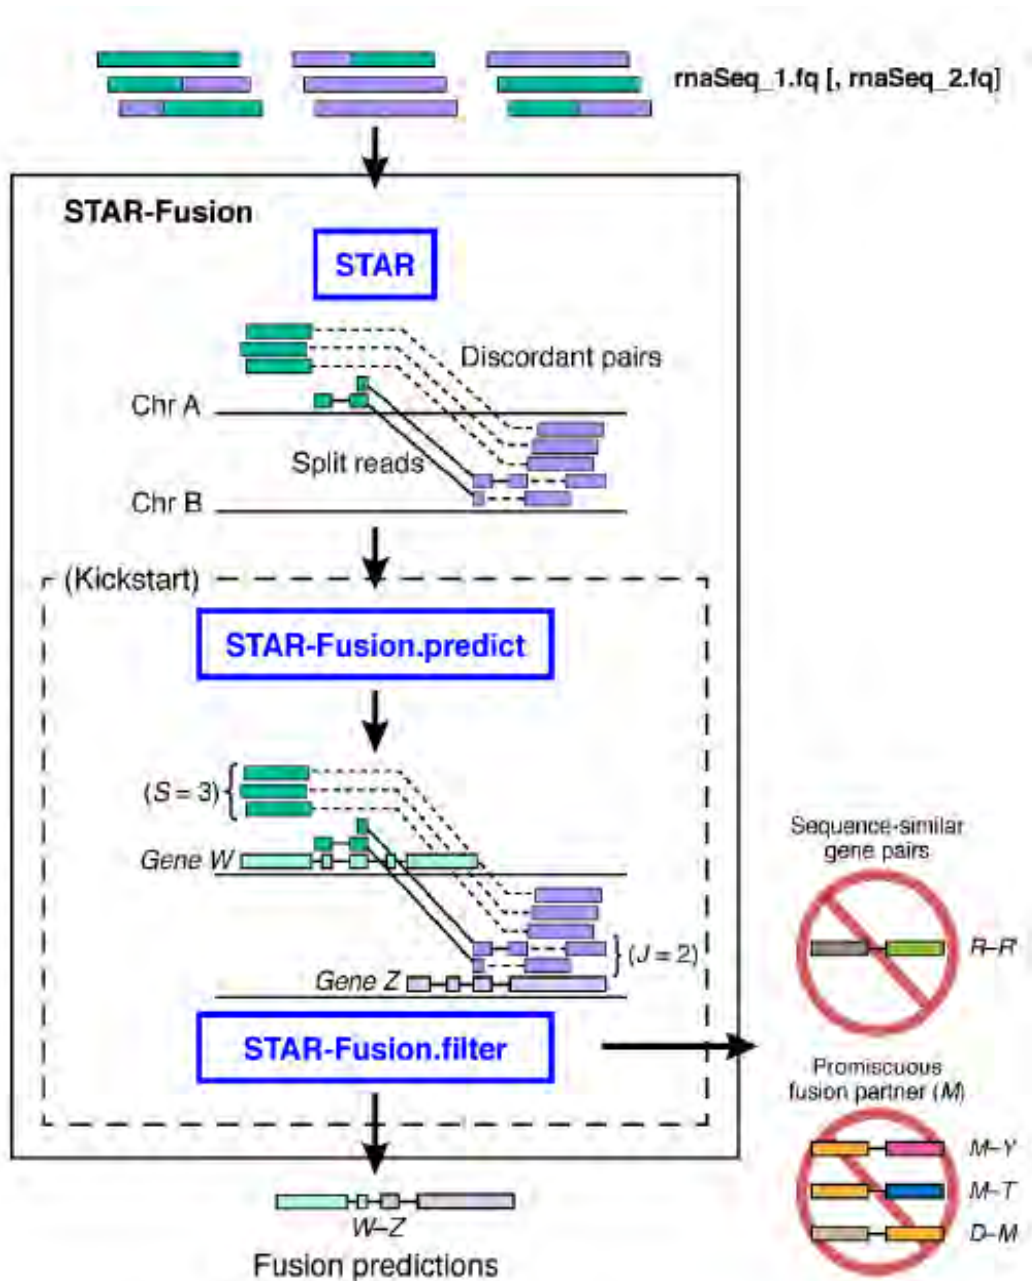 rnaSeq_1.fq [, rnaSeq_2.fq]
STAR-Fusion
STAR
Discordant pairs
Chr A
Split reads
Chr B
(Kickstart)
STAR-Fusion.predict
(S = 3)
Gene W
(J = 2)
Gene Z
STAR-Fusion.filter
Sequence-similar
gene pairs
R–R'
Promiscuous
fusion partner (M)
M–Y
M–T
D–M
W–Z
Fusion predictions